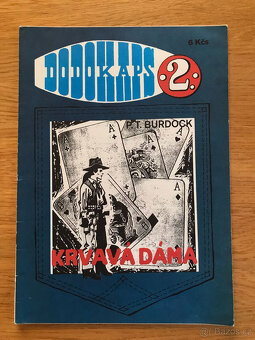 6 Kčs
DODOKAPS
·2·
P. T. BURDOCK
A
A
A
A
KRVAVÁ DÁMA